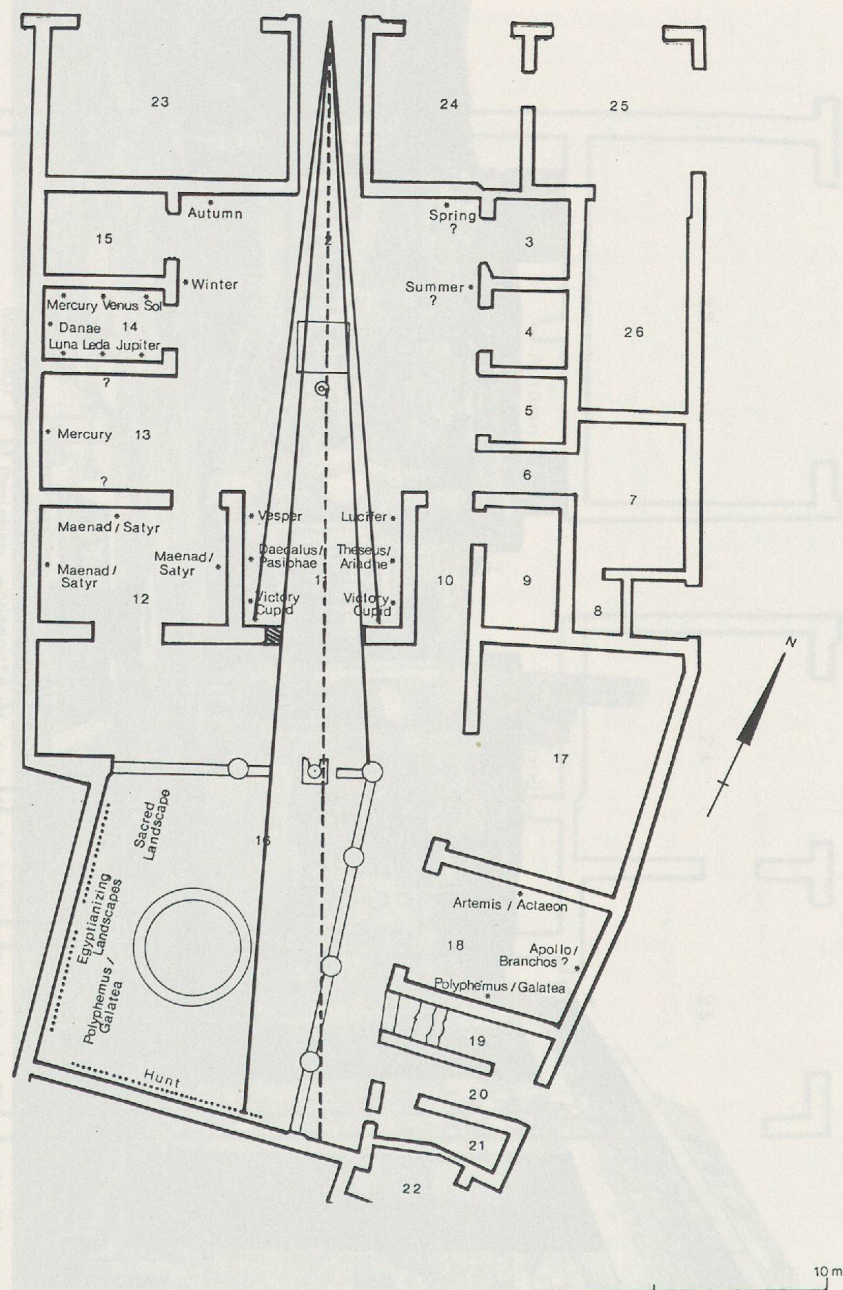 23
24
25
Autumn
Spring
?
15
2
3
Winter
Summer
?
Mercury Venus Sol
Danae 14
Luna Leda Jupiter
4
26
?
5
Mercury 13
?
6
7
Maenad / Satyr
Vesper
Lucifer
Maenad /
Satyr
Maenad /
Satyr
Daedalus/
Pasiphae
Theseus/
Ariadne
11
10
9
Victory
Cupid
Victory
Cupid
12
8
N
17
Sacred
Landscape
16
Egyptianizing
Landscapes
Polyphemus /
Galatea
Hunt
Artemis / Actaeon
18
Apollo /
Branchos ?
Polyphemus / Galatea
19
20
21
22
10 m